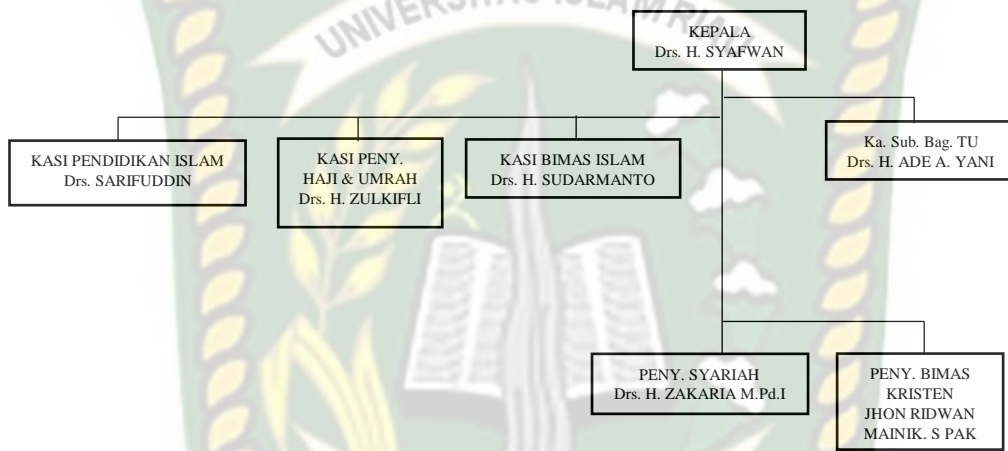 UNIVERSITAS ISLAM RIAU
KEPALA
Drs. H. SYAFWAN
KASI PENDIDIKAN ISLAM
Drs. SARIFUDDIN
KASI PENY.
HAJI & UMRAH
Drs. H. ZULKIFLI
KASI BIMAS ISLAM
Drs. H. SUDARMANTO
Ka. Sub. Bag. TU
Drs. H. ADE A. YANI
PENY. SYARIAH
Drs. H. ZAKARIA M.Pd.I
PENY. BIMAS
KRISTEN
JHON RIDWAN
MAINIK. S PAK